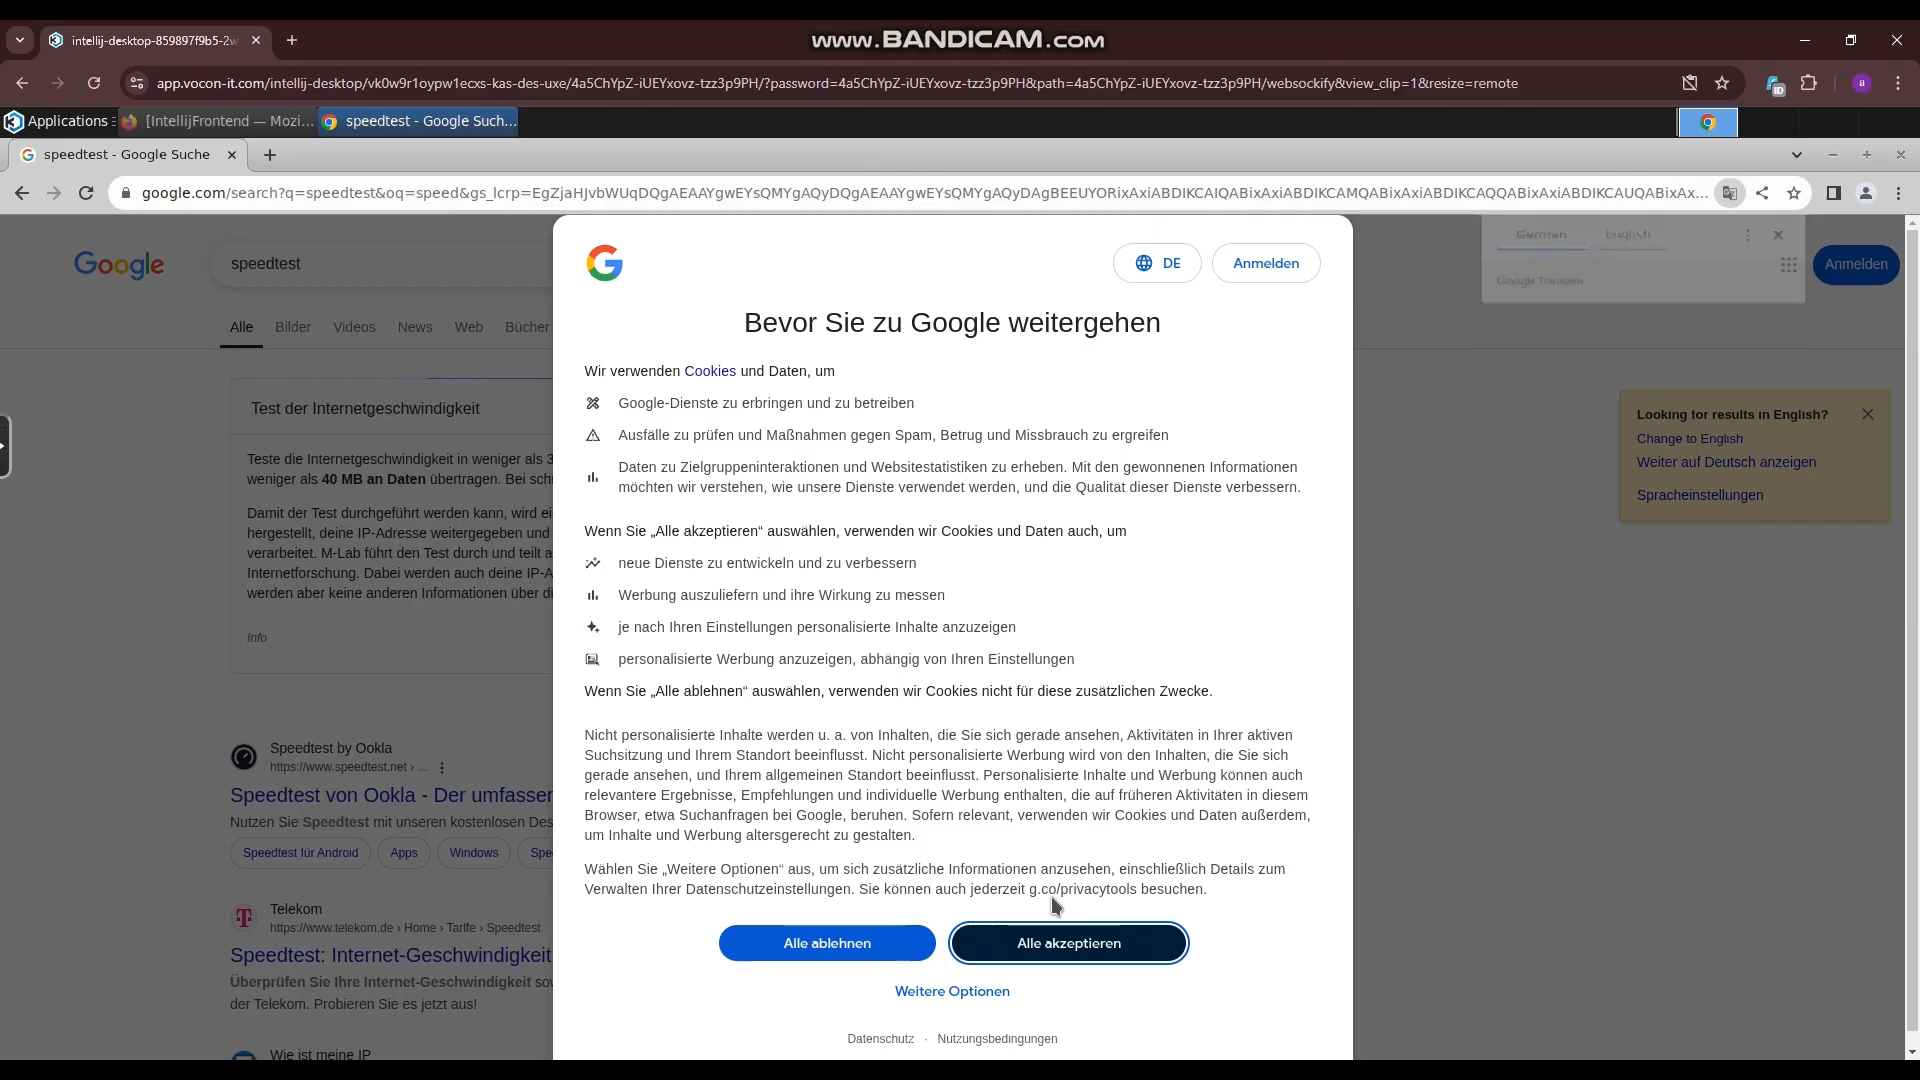 www.BANDICAM.com
intellij-desktop-859897f9b5-2w
app.vocon-it.com/intellij-desktop/vk0w9r1oypw1ecxs-kas-des-uxe/4a5ChYpZ-iUEYxovz-tzz3p9PH/?password=4a5ChYpZ-iUEYxovz-tzz3p9PH&path=4a5ChYpZ-iUEYxovz-tzz3p9PH/websockify&view_clip=1&resize=remote
ID
a
Applications
[IntellijFrontend — Mozi...
speedtest - Google Such...
speedtest - Google Suche
google.com/search?q=speedtest&oq=speed&gs_lcrp=EgZjaHJvbWUqDQgAEAAYgwEYsQMYgAQyDQgAEAAYgwEYsQMYgAQyDAgBEEUYORixAxiABDIKCAIQABixAxiABDIKCAMQABixAxiABDIKCAQQABixAxiABDIKCAUQABixAx...
Google
speedtest
DE
Anmelden
German
English
Google Translate
Anmelden
Alle
Bilder
Videos
News
Web
Bücher
Bevor Sie zu Google weitergehen
Wir verwenden Cookies und Daten, um
Google-Dienste zu erbringen und zu betreiben
Ausfälle zu prüfen und Maßnahmen gegen Spam, Betrug und Missbrauch zu ergreifen
Daten zu Zielgruppeninteraktionen und Websitestatistiken zu erheben. Mit den gewonnenen Informationen
möchten wir verstehen, wie unsere Dienste verwendet werden, und die Qualität dieser Dienste verbessern.
Wenn Sie „Alle akzeptieren“ auswählen, verwenden wir Cookies und Daten auch, um
neue Dienste zu entwickeln und zu verbessern
Werbung auszuliefern und ihre Wirkung zu messen
je nach Ihren Einstellungen personalisierte Inhalte anzuzeigen
personalisierte Werbung anzuzeigen, abhängig von Ihren Einstellungen
Wenn Sie „Alle ablehnen“ auswählen, verwenden wir Cookies nicht für diese zusätzlichen Zwecke.
Nicht personalisierte Inhalte werden u. a. von Inhalten, die Sie sich gerade ansehen, Aktivitäten in Ihrer aktiven
Suchsitzung und Ihrem Standort beeinflusst. Nicht personalisierte Werbung wird von den Inhalten, die Sie sich
gerade ansehen, und Ihrem allgemeinen Standort beeinflusst. Personalisierte Inhalte und Werbung können auch
relevantere Ergebnisse, Empfehlungen und individuelle Werbung enthalten, die auf früheren Aktivitäten in diesem
Browser, etwa Suchanfragen bei Google, beruhen. Sofern relevant, verwenden wir Cookies und Daten außerdem,
um Inhalte und Werbung altersgerecht zu gestalten.
Wählen Sie „Weitere Optionen“ aus, um sich zusätzliche Informationen anzusehen, einschließlich Details zum
Verwalten Ihrer Datenschutzeinstellungen. Sie können auch jederzeit g.co/privacytools besuchen.
Alle ablehnen
Alle akzeptieren
Weitere Optionen
Datenschutz · Nutzungsbedingungen
Test der Internetgeschwindigkeit
Teste die Internetgeschwindigkeit in weniger als 3
weniger als 40 MB an Daten übertragen. Bei
Damit der Test durchgeführt werden kann, wird
hergestellt, deine IP-Adresse weitergegeben und
verarbeitet. M-Lab führt den Test durch und teilt
Internetforschung. Dabei werden auch deine
werden aber keine anderen Informationen über
Info
Speedtest by Ookla
https://www.speedtest.net › ...
Speedtest von Ookla - Der
Nutzen Sie Speedtest mit unseren kostenlosen
Speedtest für Android
Apps
Windows
Telekom
https://www.telekom.de › Home › Tarife › Speedtest
Speedtest: Internet-Geschwindigkeit
Überprüfen Sie Ihre Internet-Geschwindigkeit
der Telekom. Probieren Sie es jetzt aus!
Wie ist meine IP
Looking for results in English?
Change to English
Weiter auf Deutsch anzeigen
Spracheinstellungen